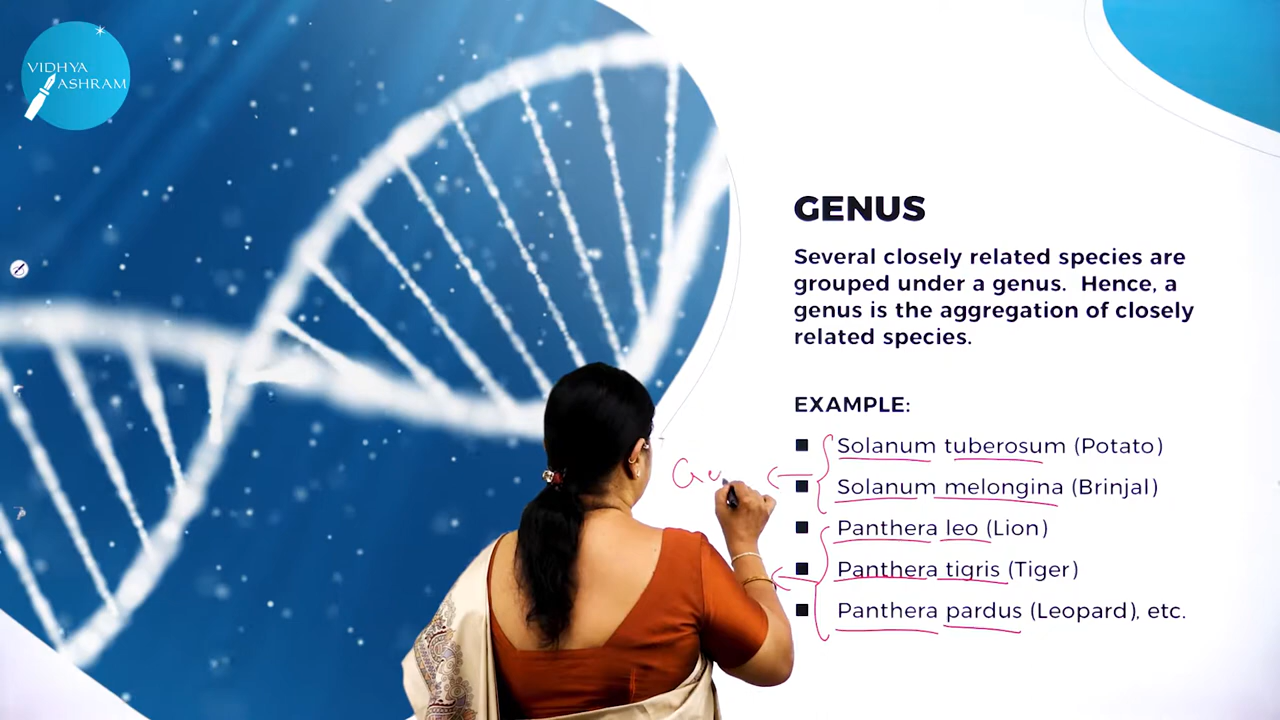 VIDHYA
ASHRAM
GENUS
Several closely related species are
grouped under a genus. Hence, a
genus is the aggregation of closely
related species.
EXAMPLE:
Solanum tuberosum (Potato)
Solanum melongina (Brinjal)
Panthera leo (Lion)
Panthera tigris (Tiger)
Panthera pardus (Leopard), etc.